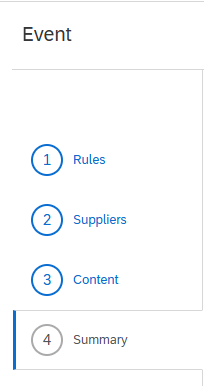 Event
1 Rules
2 Suppliers
3 Content
4 Summary